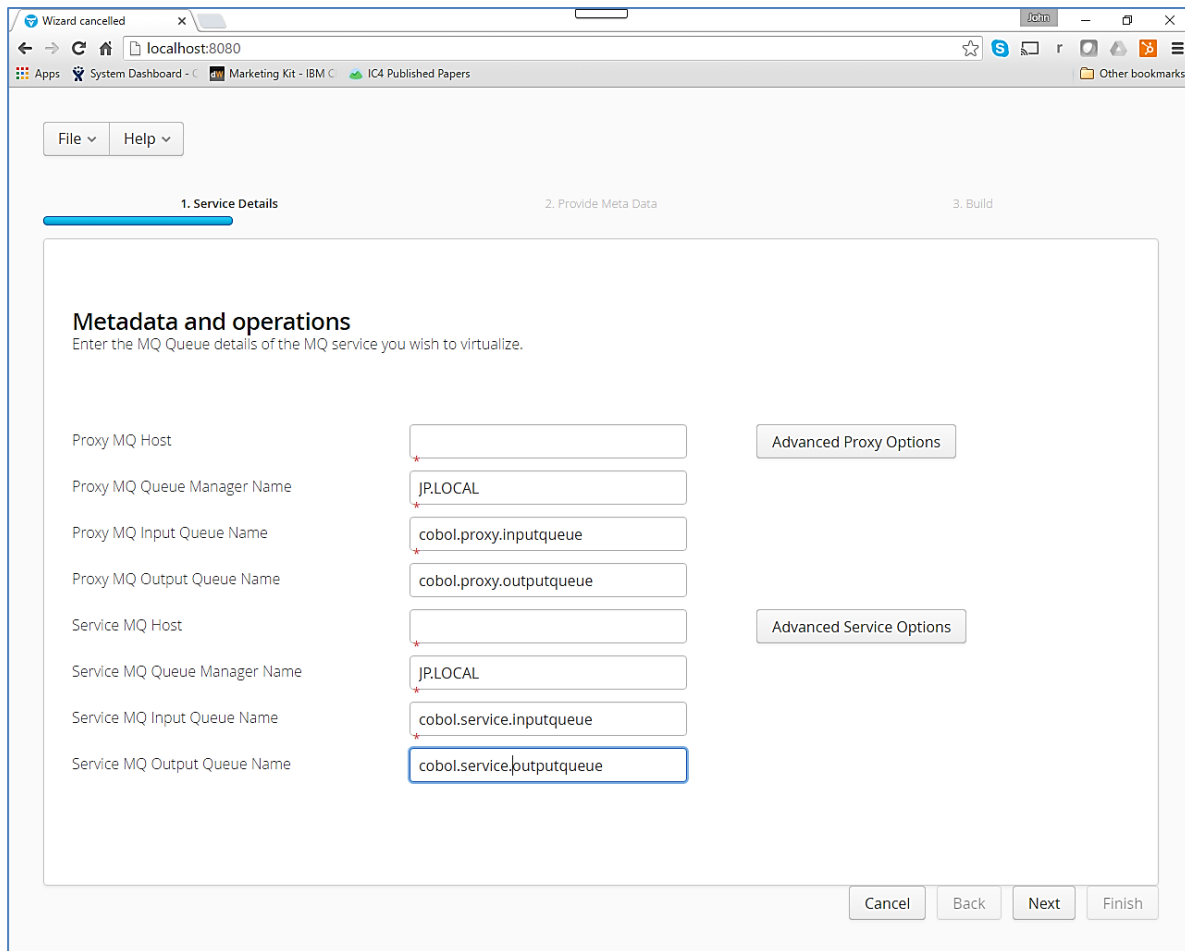 Wizard cancelled
John
localhost:8080
Apps System Dashboard - C Marketing Kit - IBM C IC4 Published Papers Other bookmarks
File Help
1. Service Details 2. Provide Meta Data 3. Build
Metadata and operations
Enter the MQ Queue details of the MQ service you wish to virtualize.
Proxy MQ Host * Advanced Proxy Options
Proxy MQ Queue Manager Name JP.LOCAL *
Proxy MQ Input Queue Name cobol.proxy.inputqueue *
Proxy MQ Output Queue Name cobol.proxy.outputqueue
Service MQ Host * Advanced Service Options
Service MQ Queue Manager Name JP.LOCAL *
Service MQ Input Queue Name cobol.service.inputqueue *
Service MQ Output Queue Name cobol.service.outputqueue
Cancel Back Next Finish